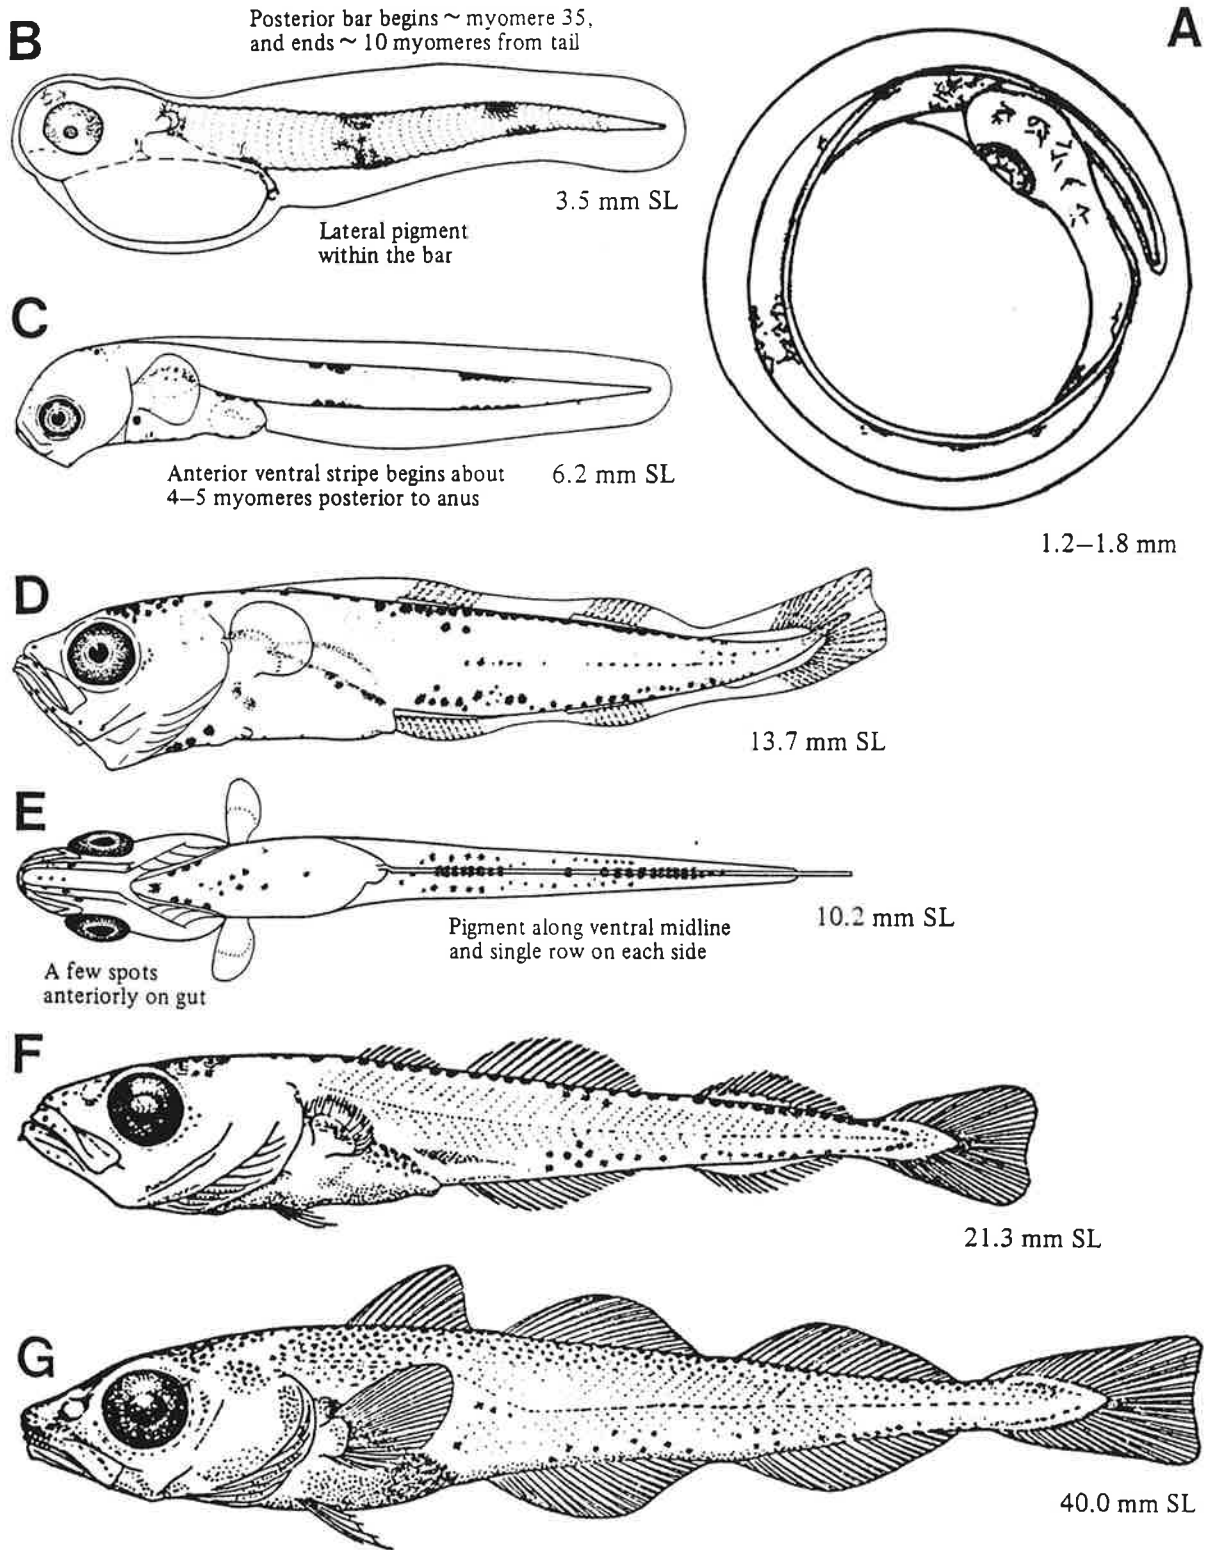 B
Posterior bar begins ~ myomere 35,
and ends ~ 10 myomeres from tail
A
3.5 mm SL
Lateral pigment
within the bar
C
Anterior ventral stripe begins about
4–5 myomeres posterior to anus
6.2 mm SL
1.2–1.8 mm
D
13.7 mm SL
E
10.2 mm SL
Pigment along ventral midline
and single row on each side
A few spots
anteriorly on gut
F
21.3 mm SL
G
40.0 mm SL